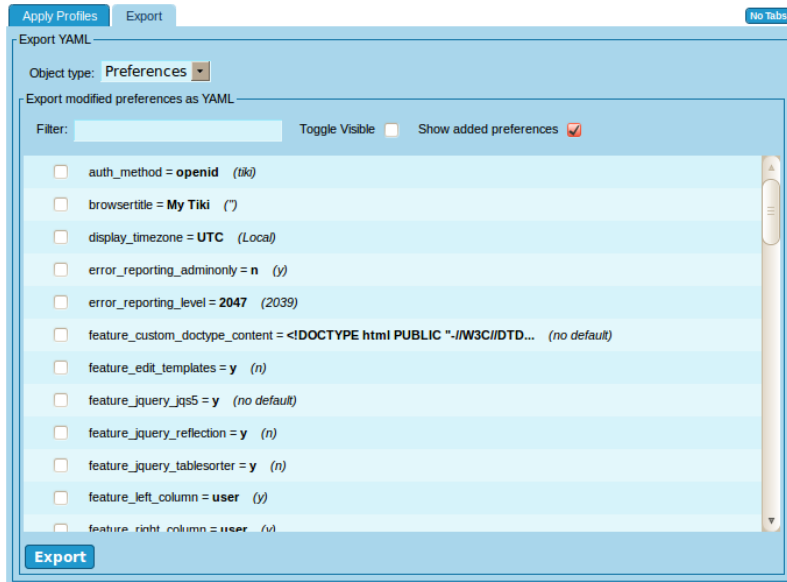 Apply Profiles Export No Tabs
Export YAML
Object type: Preferences
Export modified preferences as YAML
Filter: Toggle Visible Show added preferences
auth_method = openid (tiki)
browsertitle = My Tiki ('')
display_timezone = UTC (Local)
error_reporting_adminonly = n (y)
error_reporting_level = 2047 (2039)
feature_custom_doctype_content = <!DOCTYPE html PUBLIC "-//W3C//DTD... (no default)
feature_edit_templates = y (n)
feature_jquery_jqs5 = y (no default)
feature_jquery_reflection = y (n)
feature_jquery_tablesorter = y (n)
feature_left_column = user (y)
feature_right_column = user (y)
Export